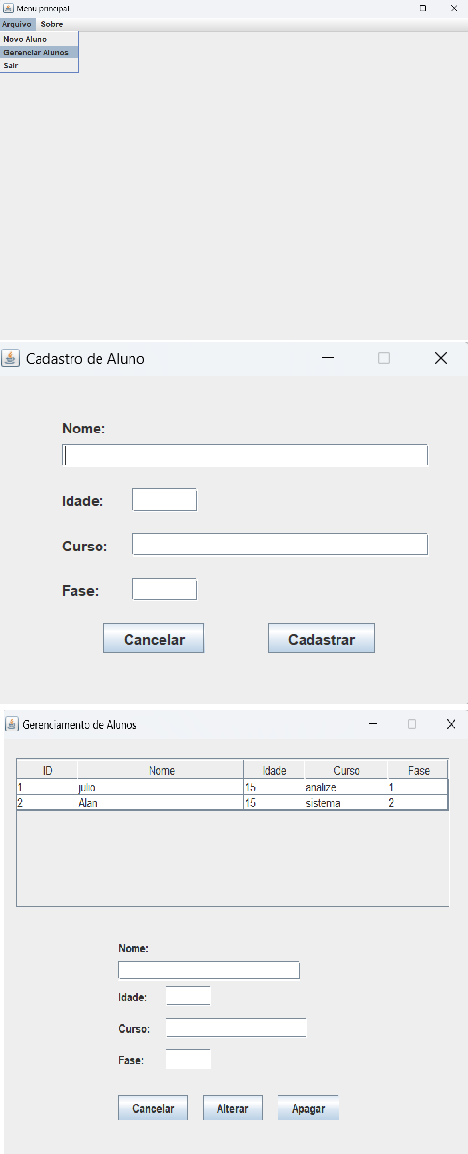 Menu principal
Arquivo Sobre
Novo Aluno
Gerenciar Alunos
Sair
Cadastro de Aluno
Nome:
Idade:
Curso:
Fase:
Cancelar Cadastrar
Gerenciamento de Alunos
ID Nome Idade Curso Fase
1 julio 15 analize 1
2 Alan 15 sistema 2
Nome:
Idade:
Curso:
Fase:
Cancelar Alterar Apagar